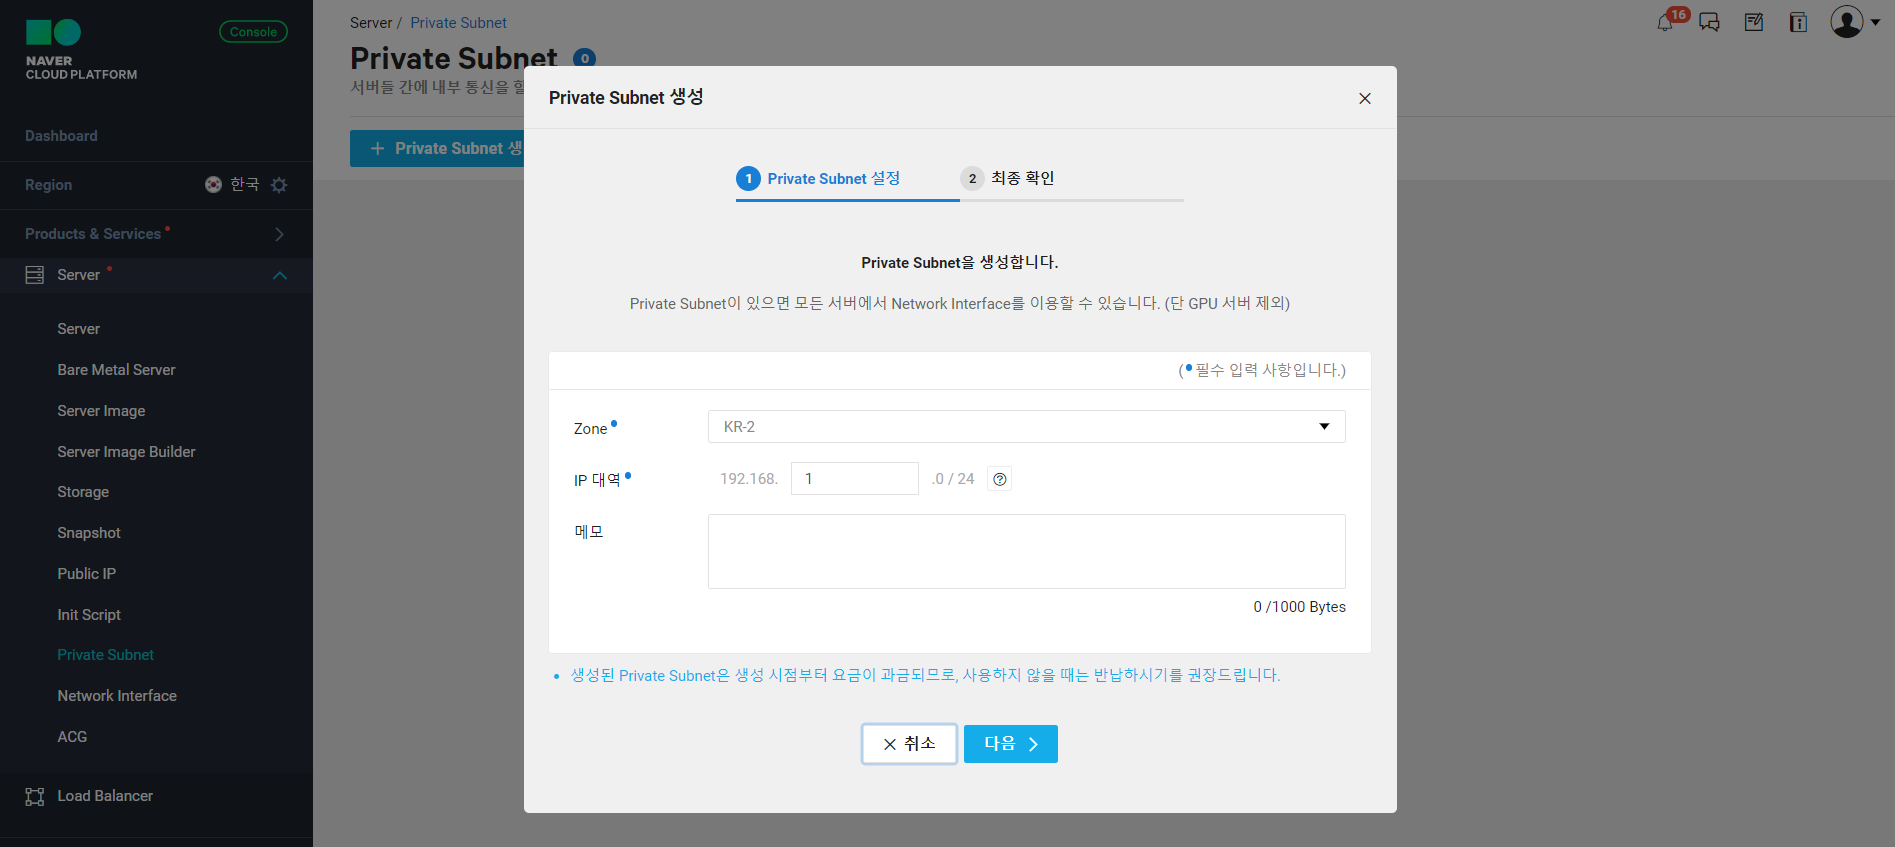 NAVER
CLOUD PLATFORM
Console
Dashboard
Region
한국
Products & Services
Server
Server
Bare Metal Server
Server Image
Server Image Builder
Storage
Snapshot
Public IP
Init Script
Private Subnet
Network Interface
ACG
Load Balancer
Server / Private Subnet
16
Private Subnet 0
서버들 간에 내부 통신을 할
+ Private Subnet 생
Private Subnet 생성
1 Private Subnet 설정
2 최종 확인
Private Subnet을 생성합니다.
Private Subnet이 있으면 모든 서버에서 Network Interface를 이용할 수 있습니다. (단 GPU 서버 제외)
(• 필수 입력 사항입니다.)
Zone•
KR-2
IP 대역•
192.168. 1 .0 / 24 ?
메모
0 /1000 Bytes
• 생성된 Private Subnet은 생성 시점부터 요금이 과금되므로, 사용하지 않을 때는 반납하시기를 권장드립니다.
취소
다음